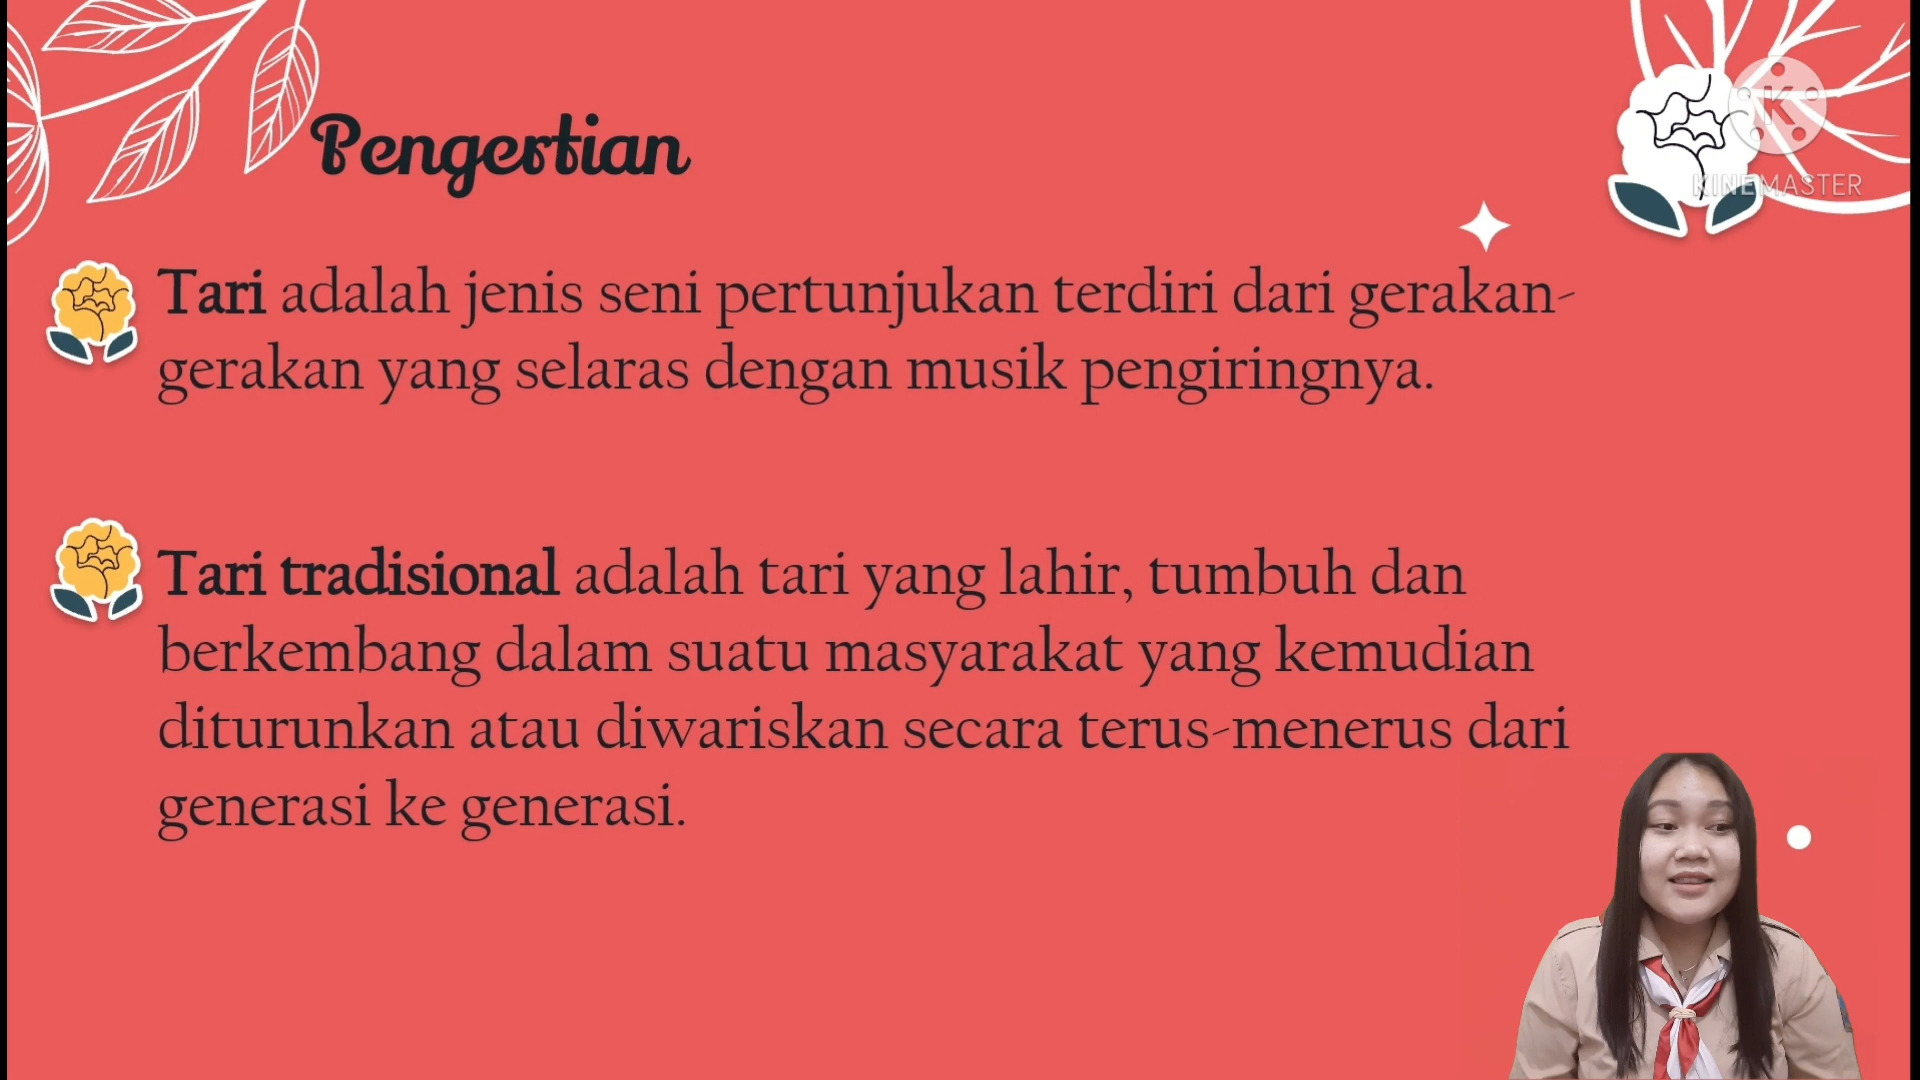 Pengertian
K
KINEMASTER
Tari adalah jenis seni pertunjukan terdiri dari gerakan-
gerakan yang selaras dengan musik pengiringnya.
Tari tradisional adalah tari yang lahir, tumbuh dan
berkembang dalam suatu masyarakat yang kemudian
diturunkan atau diwariskan secara terus-menerus dari
generasi ke generasi.